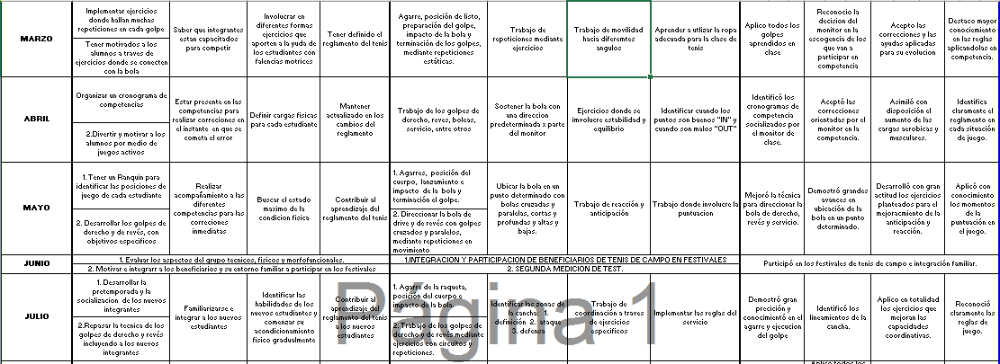 MARZO
Implementar ejercicios
donde hallan muchas
repeticiones en cada golpe
Tener motivados a los
alumnos a traves de
ejercicios donde se conecten
con la bola
Saber que integrantes
estan capacitados para
competir
Involucrar en
diferentes formas
ejercicios que
aporten a la yuda de
los estudiantes con
falencias motrices
Tener definido el
reglamento del tenis
Agarre, posición de listo,
preparación del golpe,
impacto de la bola y
terminación de los golpes,
mediante repeticiones
estáticas.
Trabajo de
repeticiones mediante
ejercicios
Trabajo de movilidad
hacia diferemtes
angulos
Aprender a utilizar la ropa
adecuada para la clase de
tenis
Aplico todos los
golpes
aprendidos en
clase
Reconocio la
decision del
monitor en la
escogencia de los
que van a
participar en
competencia
Acepto las
correcciones y las
ayudas aplicadas
para su evolucion
Destaco mayor
conocimiento
en las reglas
aplicandolas en
competencia.
ABRIL
Organizar un cronograma de
competencias
2.Divertir y motivar a los
alumnos por medio de
juegos activos
Estar presente en las
competencias para
realizar correciones en
el instante en que se
cometa el error
Definir cargas fisicas
para cada estudiante
Mantener
actualizado en los
cambios del
reglamento
Trabajo de los golpes de
derecho, reves, boleas,
servicio, entre otros
Sostener la bola con
una direccion
predeterminada x parte
del monitor
Ejercicios donde se
involucre estabilidad y
equilibrio
Identificar cuando los
puntos son buenos "IN" y
cuando son malos "OUT"
Identificó los
cronogramas de
competencia
socializados por
el monitor de
clase.
Aceptó las
correcciones
orientadas por el
monitor en la
competencia.
Asimiló con
disposición el
aumento de las
cargas aerobicas y
musculares.
Identifica
claramente el
reglamento en
cada situación
de juego.
MAYO
1. Tener un Ranquin para
identificar las posiciones de
juego de cada estudiante
2. Desarrollar los golpes de
derecho y de revés, con
objetivos especificos
Realizar
acompañamiento a las
diferentes
competencias para las
correciones
inmediatas
Buscar el estado
maximo de la
condicion fisica
Contribuir al
aprendizaje del
reglamento del tenis
1. Agarres, posición del
cuerpo, lanzamiento e
impacto de la bola y
terminación el golpe.
2. Direccionar la bola de
drive y de revés con golpes
cruzados y paralelos,
mediante repeticiones en
movimiento
Ubicar la bola en un
punto determinado con
bolas cruzadas y
paralelas, cortas y
profundas y altas y
bajas.
Trabajo de reacción y
anticipación
Trabajo donde involucre la
puntuacion
Mejoró la técnica
para direccionar la
bola de derecho,
revés y servicio.
Demostró grandes
avances en
ubicación de la
bola en un punto
determinado.
Desarrolló con gran
actitud los ejercicios
planteados para el
mejoramiento de la
anticipación y
reacción.
Aplicó con
conocimiento
los momentos
de la
puntuación en
el juego.
JUNIO
1. Evaluar los aspectos del grupo tecnicos, fisicos y morfofuncionales.
2. Motivar e integrar a los beneficiarios y su entorno familiar a participar en los festivales
1.INTEGRACION Y PARTICIPACION DE BENEFICIARIOS DE TENIS DE CAMPO EN FESTIVALES
2. SEGUNDA MEDICION DE TEST.
Participó en los festivales de tenis de campo e integración familiar.
JULIO
1. Desarrollar la
pretemporada y la
socializacion de los nuevos
integrantes
2.Repasar la tecnica de los
golpes de derecho y revés
incluyendo a los nuevos
integrantes
Familiarizarse e
integrar a los nuevos
estudiantes
Identificar las
habilidades de los
nuevos estudiantes y
comenzar su
acondicionamiento
físico gradualmente
Contribuir al
aprendizaje del
reglamento del tenis
a los nuevos
estudiantes
1. Agarre de la raqueta,
posición del cuerpo e
impacto de la bola.
2. Trabajo de los golpes de
derecho y de revés mediante
ejercicios con circuitos y
repeticiones.
Identificar las zonas de
la cancha: 1.
definición 2. ataque
3. defensa
Trabajo de
coordinación a traves
de ejercicios
especificos
Implementar las reglas del
servicio
Demostró gran
precición y
conocimientó en el
agarre y ejecucion
del golpe
Identificó los
lineamientos de la
cancha.
Aplico en totalidad
los ejercicios que
mejoran las
capacidades
coordinativas.
Reconoció
claramente las
reglas de
juego.
Página 1